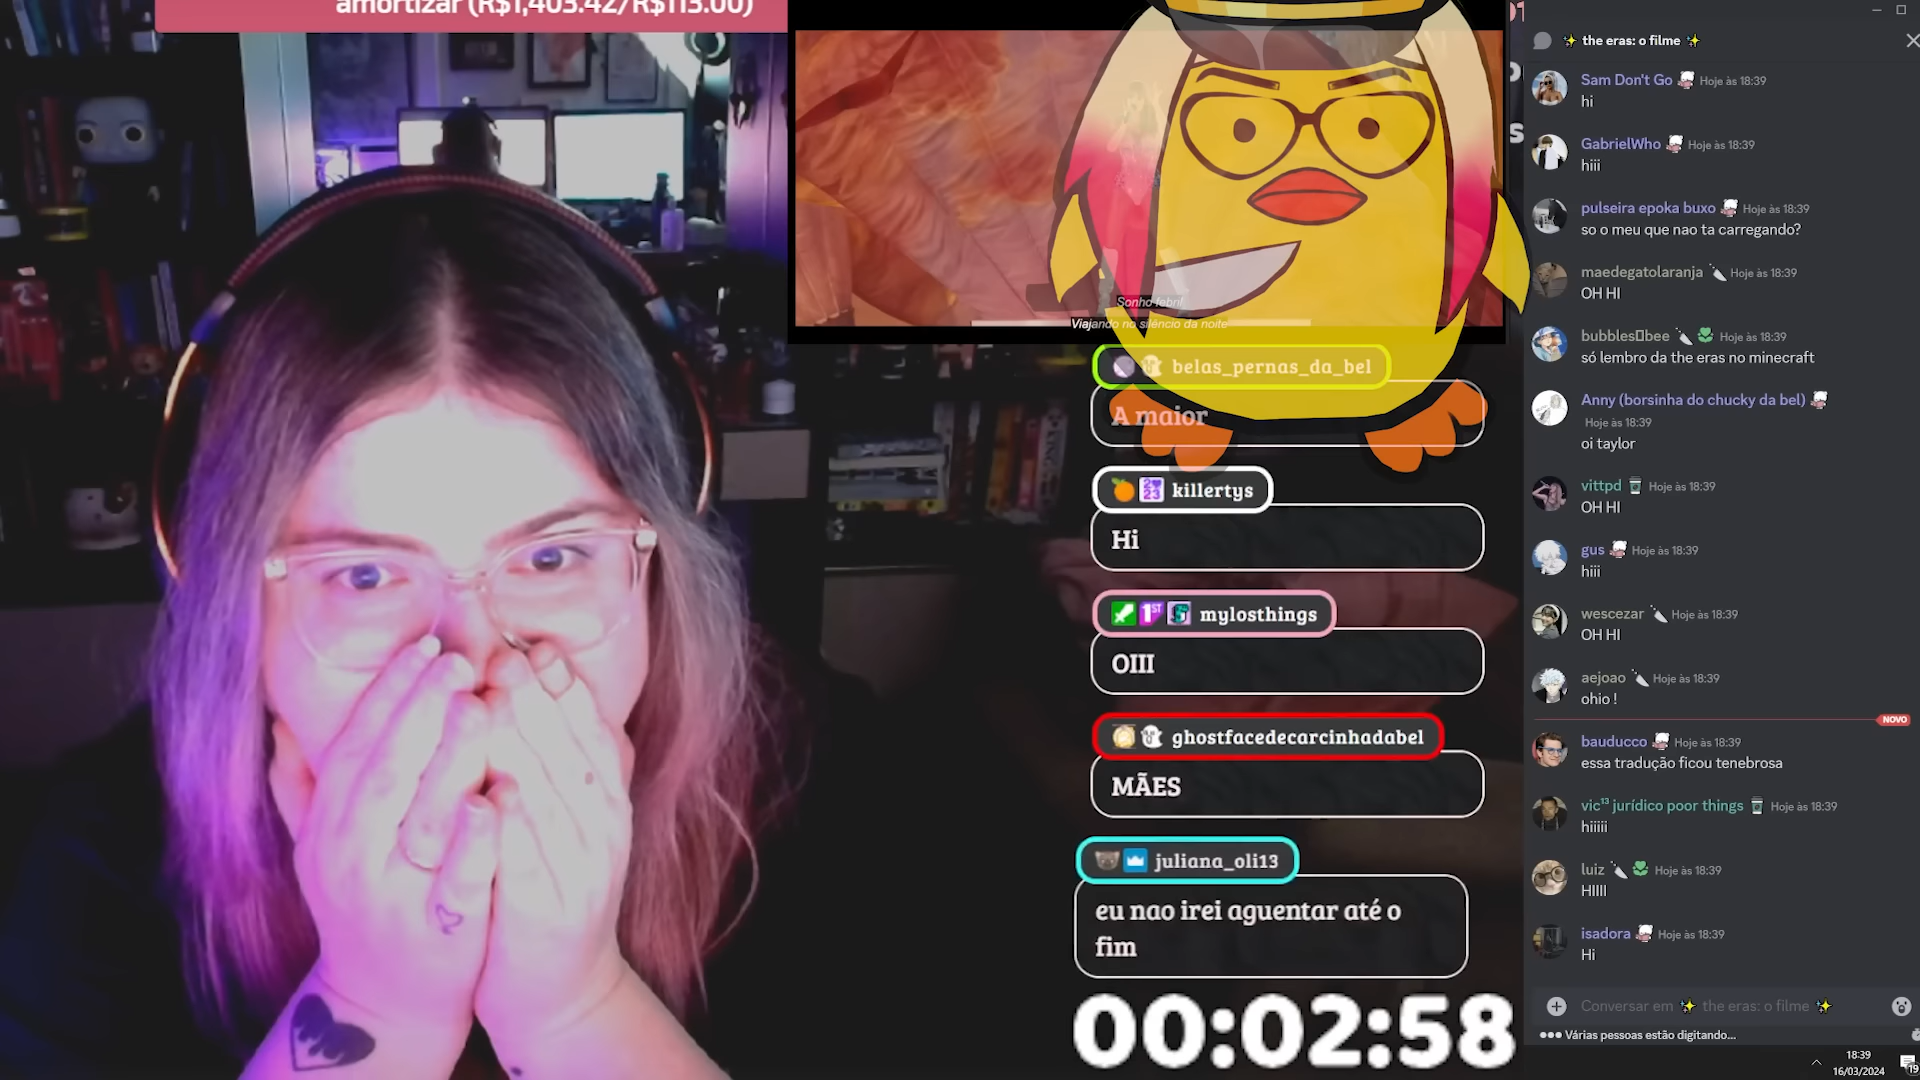 amortizar (R$1,403.42/R$113.00)
Sonho febril
Viajando no silêncio da noite
belas_pernas_da_bel
A maior
killertys
Hi
1ST mylosthings
OIII
ghostfacedecarcinhadabel
MÃES
juliana_oli13
eu nao irei aguentar até o
fim
00:02:58
✨ the eras: o filme ✨
Sam Don't Go Hoje às 18:39
hi
GabrielWho Hoje às 18:39
hiii
pulseira epoka buxo Hoje às 18:39
so o meu que nao ta carregando?
maedegatolaranja Hoje às 18:39
OH HI
bubbles▯bee Hoje às 18:39
só lembro da the eras no minecraft
Anny (borsinha do chucky da bel)
Hoje às 18:39
oi taylor
vittpd Hoje às 18:39
OH HI
gus Hoje às 18:39
hiii
wescezar Hoje às 18:39
OH HI
aejoao Hoje às 18:39
ohio !
NOVO
bauducco Hoje às 18:39
essa tradução ficou tenebrosa
vic¹³ jurídico poor things Hoje às 18:39
hiiiii
luiz Hoje às 18:39
HIIII
isadora Hoje às 18:39
Hi
Conversar em ✨ the eras: o filme ✨
Várias pessoas estão digitando...
18:39
16/03/2024
19